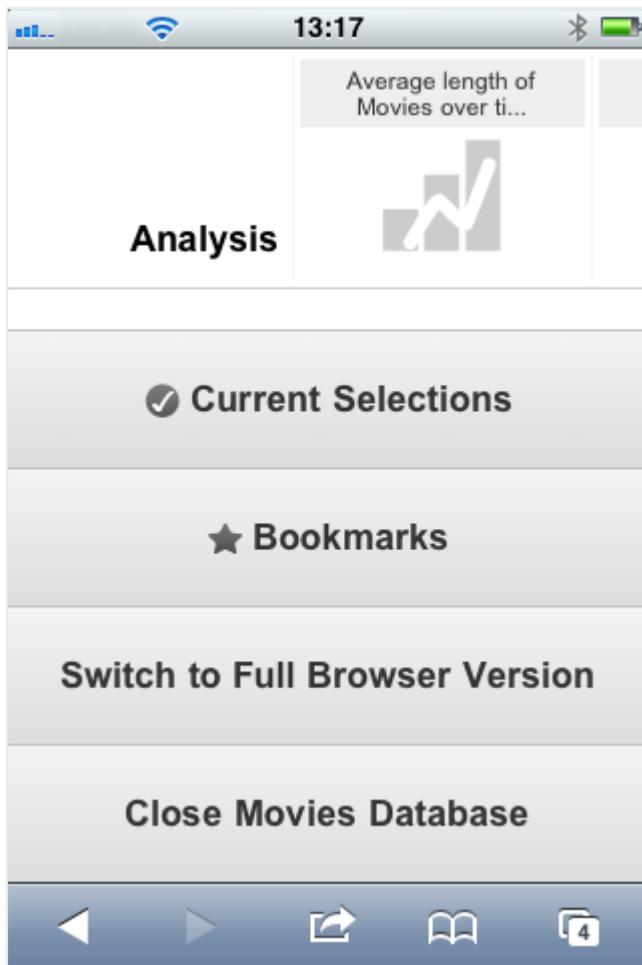 13:17
Average length of
Movies over ti...
Analysis
Current Selections
Bookmarks
Switch to Full Browser Version
Close Movies Database
4